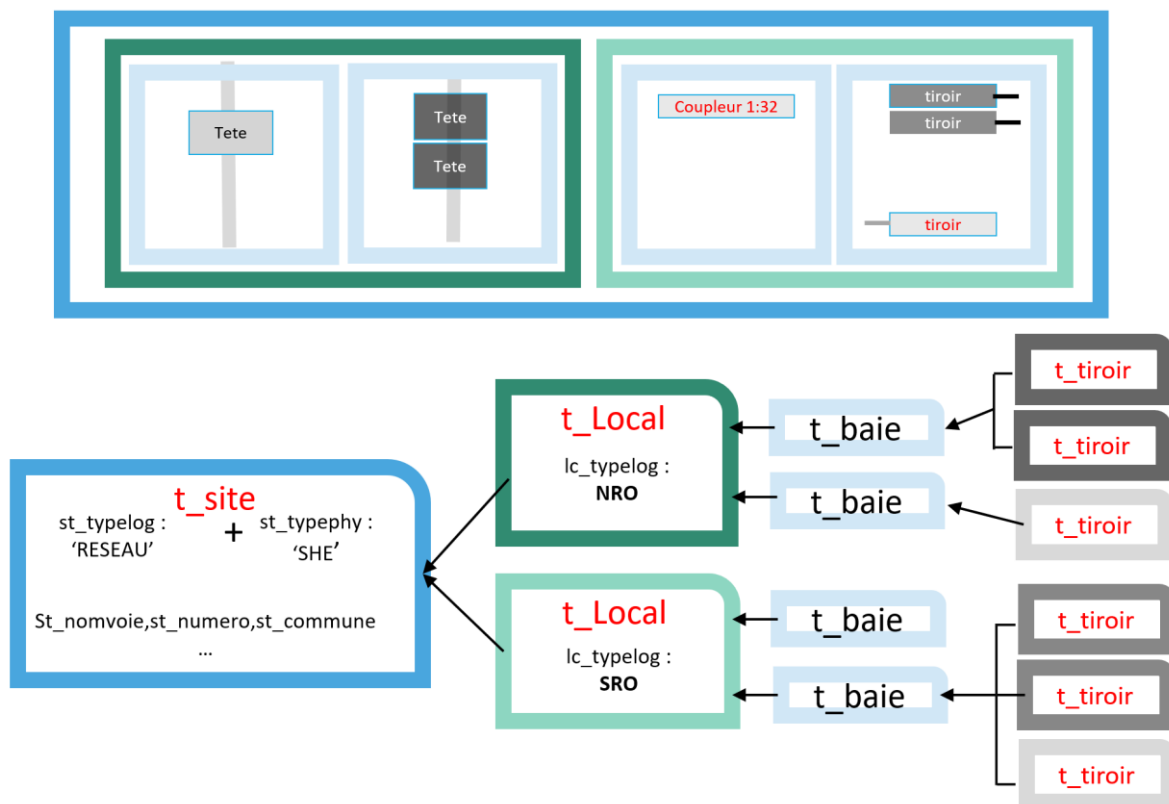 Tete
Tete
Tete
Coupleur 1:32
tiroir
tiroir
tiroir
t_site
st_typelog :
‘RESEAU’
+
st_typephy :
‘SHE’
St_nomvoie,st_numero,st_commune
...
t_Local
lc_typelog :
NRO
t_Local
lc_typelog :
SRO
t_baie
t_baie
t_baie
t_baie
t_tiroir
t_tiroir
t_tiroir
t_tiroir
t_tiroir
t_tiroir